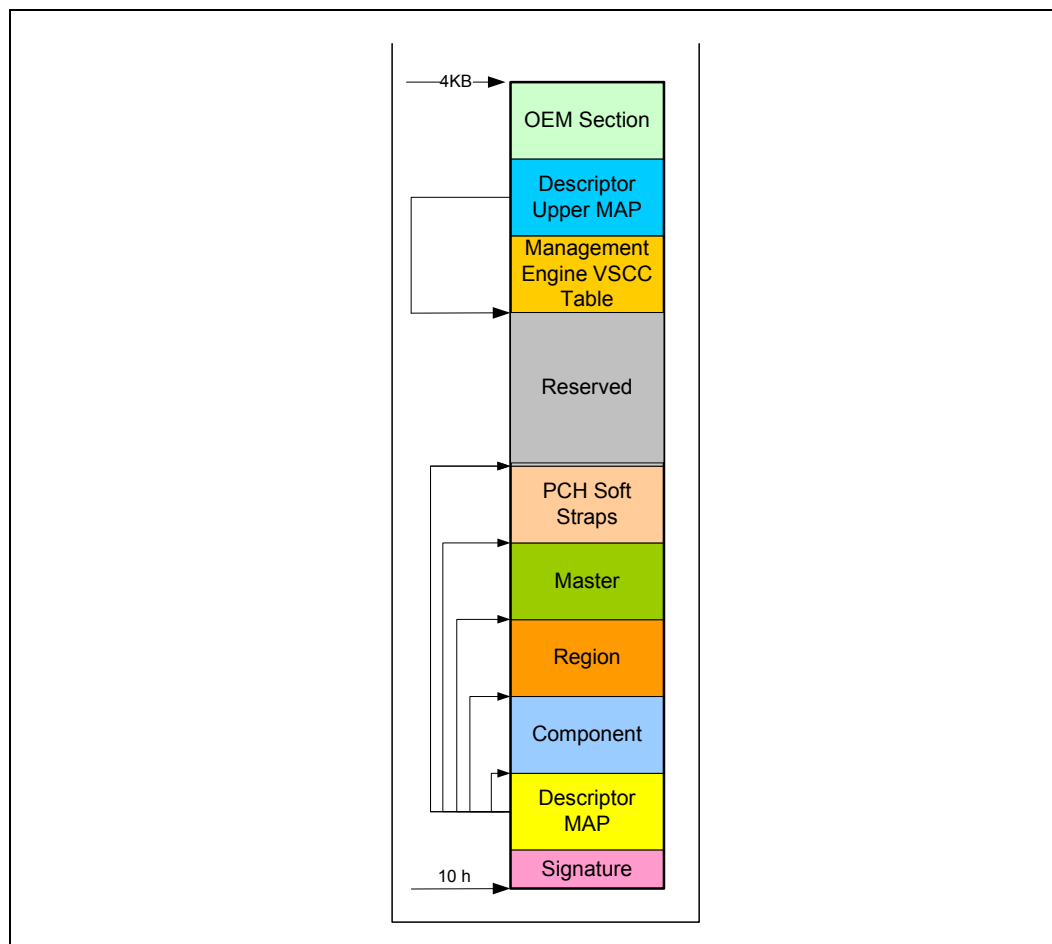 4KB
OEM Section
Descriptor
Upper MAP
Management
Engine VSCC
Table
Reserved
PCH Soft
Straps
Master
Region
Component
Descriptor
MAP
Signature
10 h